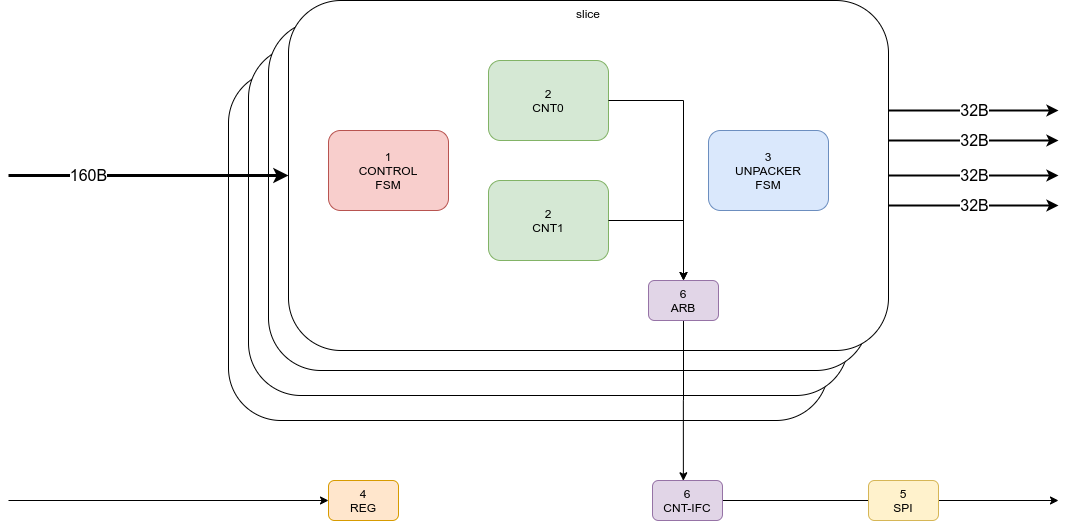 slice
2
CNT0
1
CONTROL
FSM
3
UNPACKER
FSM
2
CNT1
160B
32B
32B
32B
32B
6
ARB
4
REG
6
CNT-IFC
5
SPI